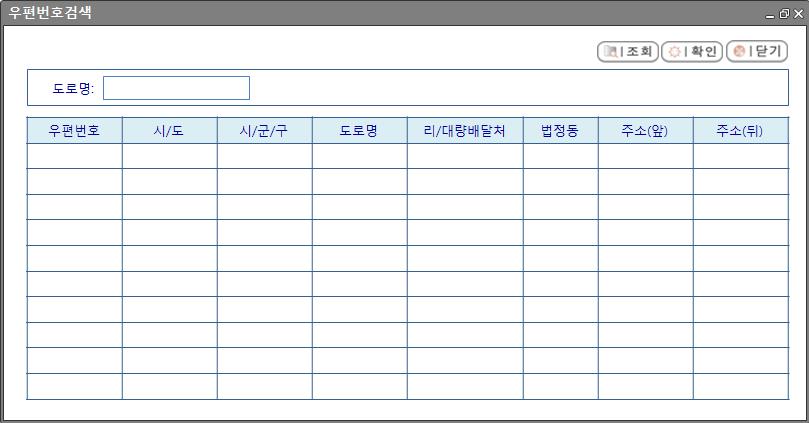 우편번호검색
조회 확인 닫기
도로명:
우편번호 시/도 시/군/구 도로명 리/대량배달처 법정동 주소(앞) 주소(뒤)